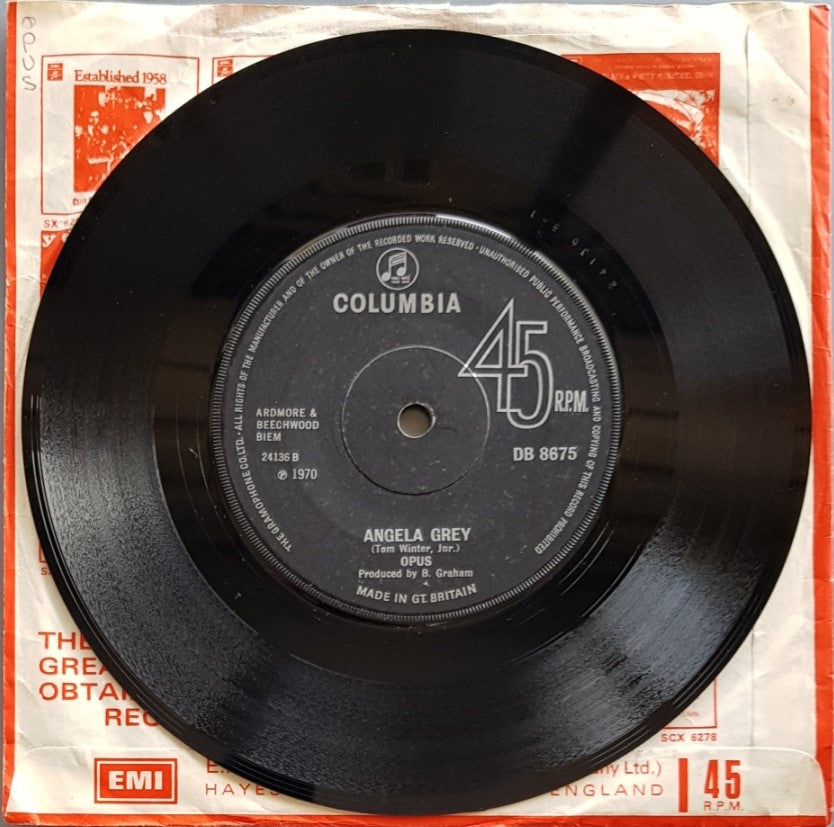 OPUS
Established 1958
THE GRAMOPHONE CO. LTD. · ALL RIGHTS OF THE MANUFACTURER AND OF THE OWNER OF THE RECORDED WORK RESERVED · UNAUTHORISED PUBLIC PERFORMANCE BROADCASTING AND COPYING OF THIS RECORD PROHIBITED
COLUMBIA
45
R.P.M.
ARDMORE &
BEECHWOOD
BIEM
24136 B
℗ 1970
DB 8675
ANGELA GREY
(Tom Winter, Jnr.)
OPUS
Produced by B. Graham
MADE IN GT. BRITAIN
GREA
OBTA
REC
SCX 6278
EMI
Ltd.)
HAYES
ENGLAND
45
R.P.M.